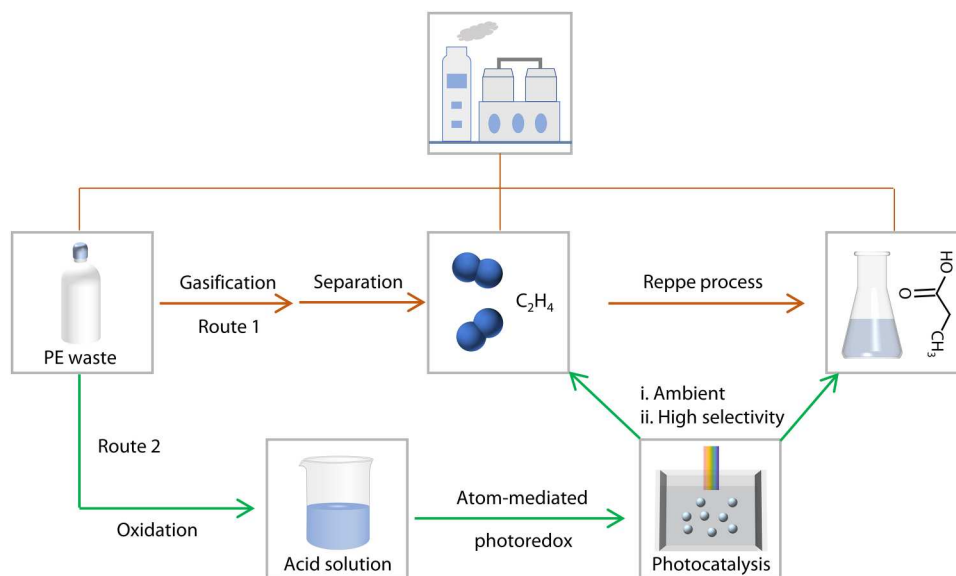 Gasification
Route 1
Separation
C₂H₄
Reppe process
HO
O
CH₃
PE waste
i. Ambient
ii. High selectivity
Route 2
Oxidation
Acid solution
Atom-mediated
photoredox
Photocatalysis